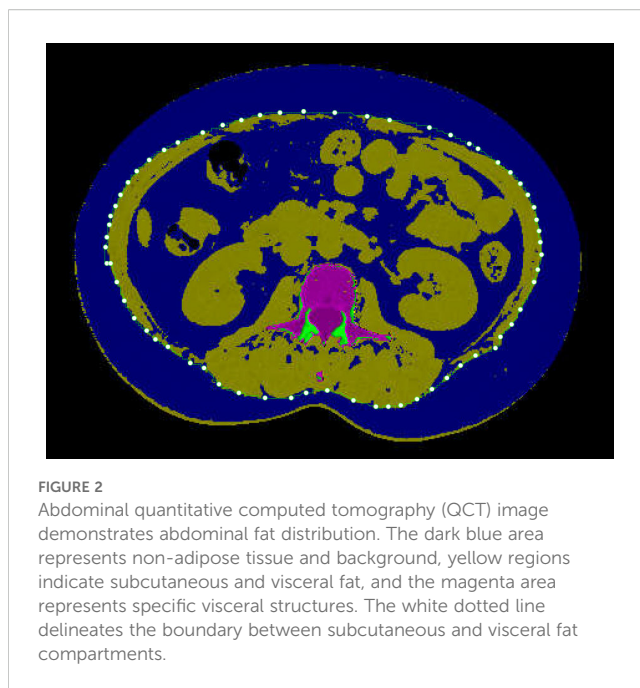 FIGURE 2
Abdominal quantitative computed tomography (QCT) image
demonstrates abdominal fat distribution. The dark blue area
represents non-adipose tissue and background, yellow regions
indicate subcutaneous and visceral fat, and the magenta area
represents specific visceral structures. The white dotted line
delineates the boundary between subcutaneous and visceral fat
compartments.